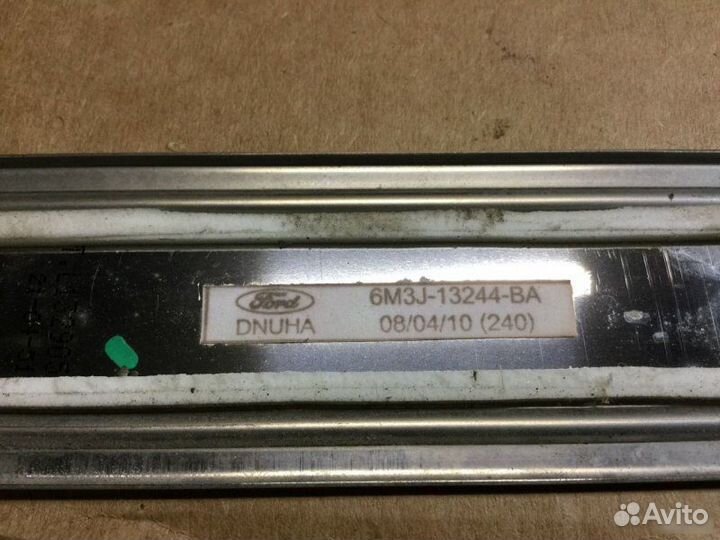 Ford
6M3J-13244-BA
DNUHA
08/04/10 (240)
Avito